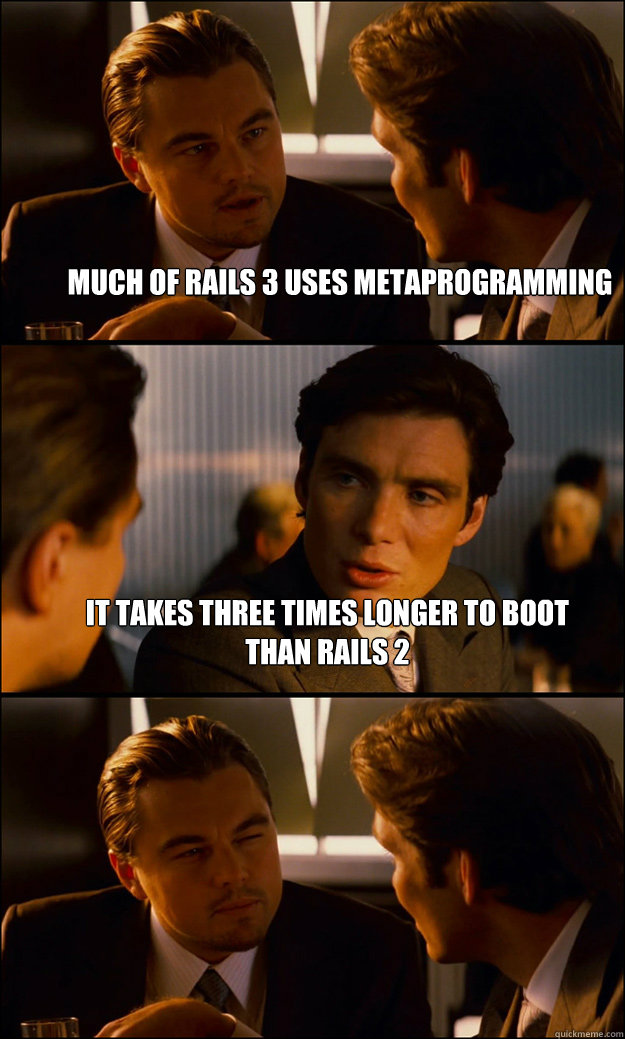 MUCH OF RAILS 3 USES METAPROGRAMMING
IT TAKES THREE TIMES LONGER TO BOOT
THAN RAILS 2
quickmeme.com